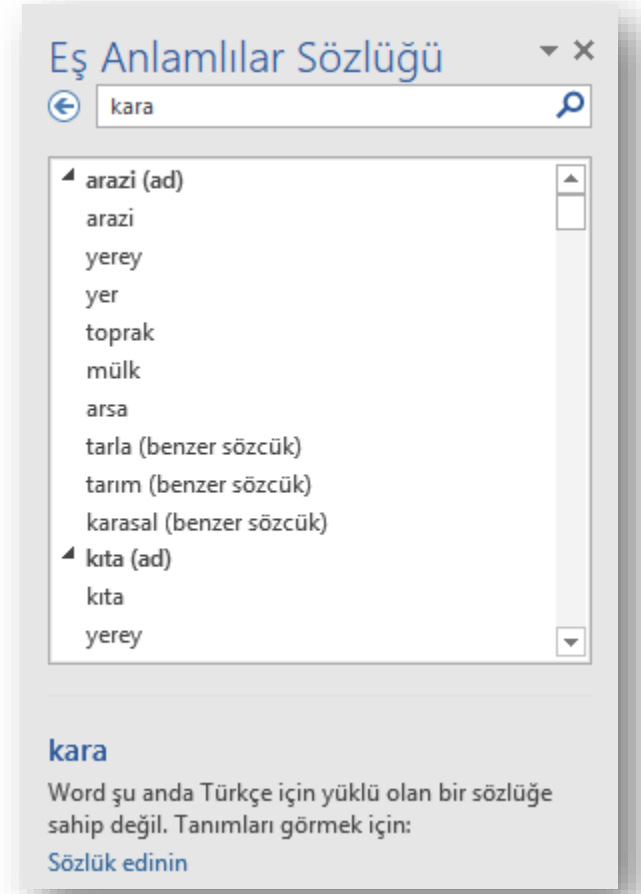 Eş Anlamlılar Sözlüğü
kara
arazi (ad)
arazi
yerey
yer
toprak
mülk
arsa
tarla (benzer sözcük)
tarım (benzer sözcük)
karasal (benzer sözcük)
kıta (ad)
kıta
yerey
kara
Word şu anda Türkçe için yüklü olan bir sözlüğe
sahip değil. Tanımları görmek için:
Sözlük edinin